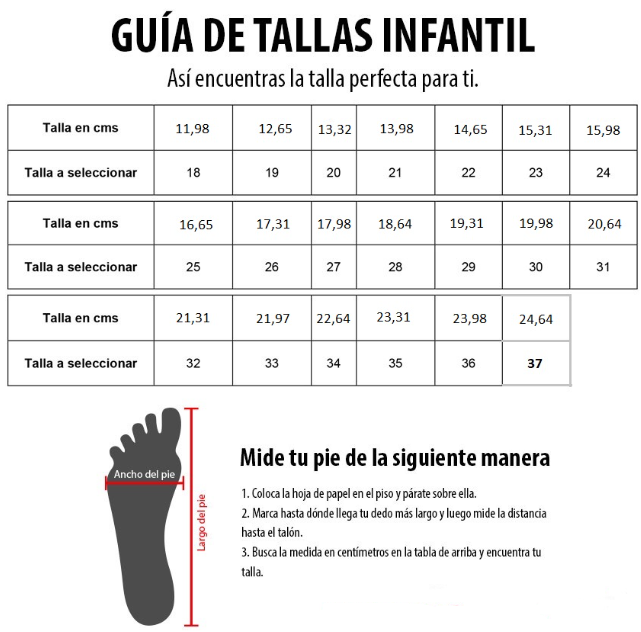 GUÍA DE TALLAS INFANTIL
Así encuentras la talla perfecta para ti.
Talla en cms 11,98 12,65 13,32 13,98 14,65 15,31 15,98
Talla a seleccionar 18 19 20 21 22 23 24
Talla en cms 16,65 17,31 17,98 18,64 19,31 19,98 20,64
Talla a seleccionar 25 26 27 28 29 30 31
Talla en cms 21,31 21,97 22,64 23,31 23,98 24,64
Talla a seleccionar 32 33 34 35 36 37
Ancho del pie
Largo del pie
Mide tu pie de la siguiente manera
1. Coloca la hoja de papel en el piso y párate sobre ella.
2. Marca hasta dónde llega tu dedo más largo y luego mide la distancia
hasta el talón.
3. Busca la medida en centímetros en la tabla de arriba y encuentra tu
talla.